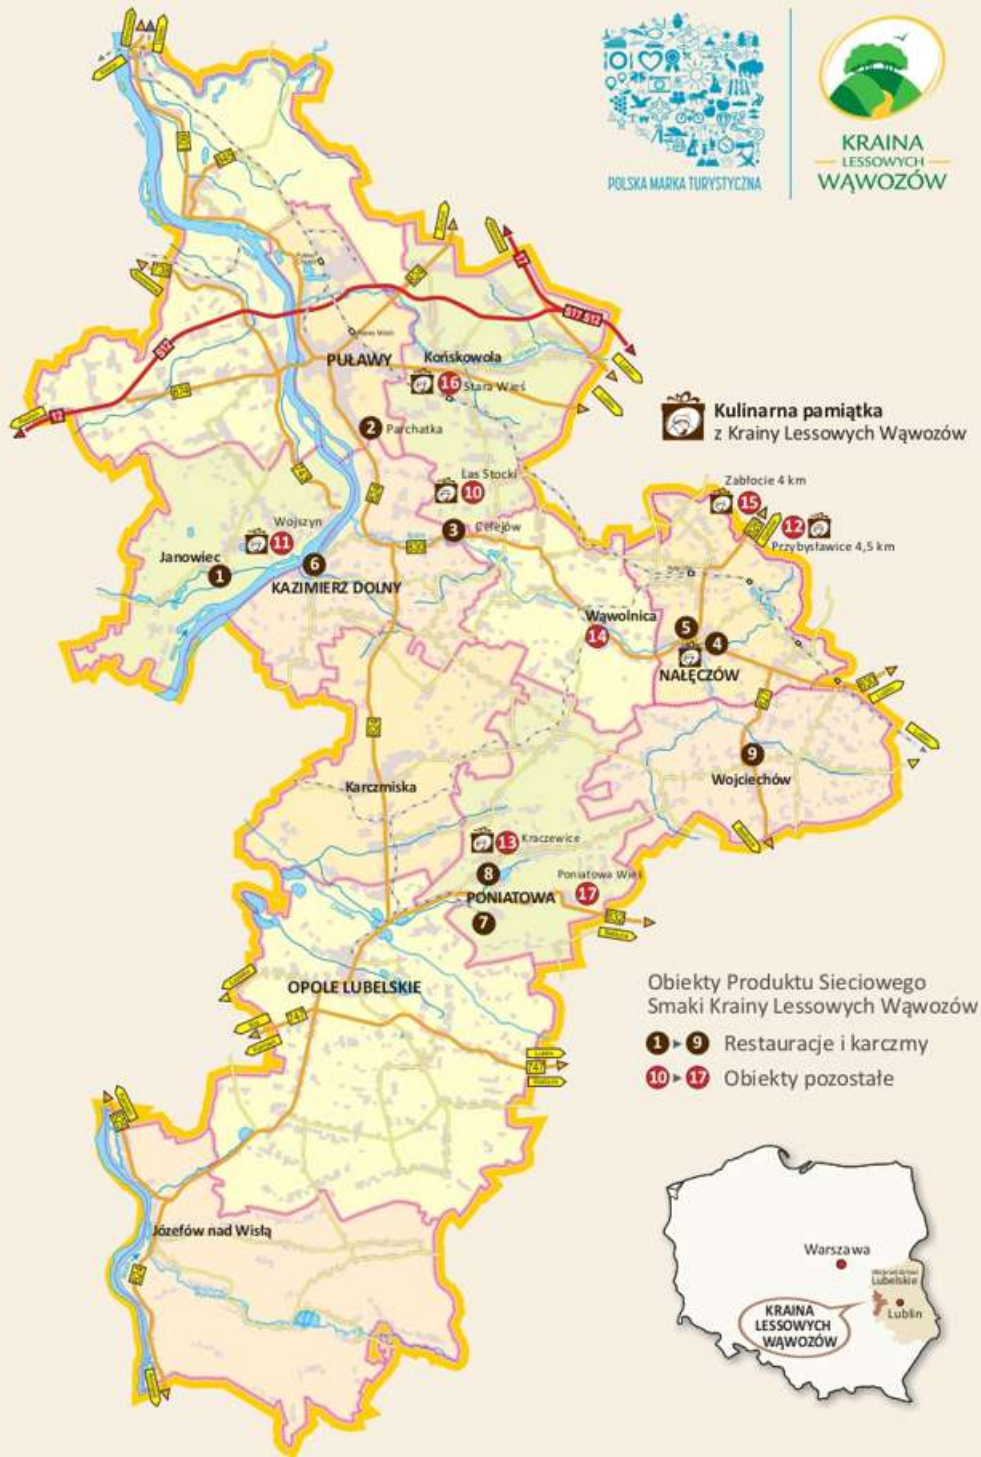 POLSKA MARKA TURYSTYCZNA
KRAINA
LESSOWYCH
WĄWOZÓW
12
S12
17
S17 S12
PUŁAWY
Końskowola
16
Stara Wieś
2
Parchatka
Las Stocki
10
3
Celejów
Wojszyn
11
Janowiec
1
6
KAZIMIERZ DOLNY
Kulinarna pamiątka
z Krainy Lessowych Wąwozów
Zabłocie 4 km
15
12
Przybysławice 4,5 km
Wąwolnica
14
5
4
NAŁĘCZÓW
9
Wojciechów
Karczmiska
13
Kraczewice
8
Poniatowa Wieś
17
PONIATOWA
7
OPOLE LUBELSKIE
747
Józefów nad Wisłą
Obiekty Produktu Sieciowego
Smaki Krainy Lessowych Wąwozów
1 9 Restauracje i karczmy
10 17 Obiekty pozostałe
Warszawa
Lubelskie
Lublin
KRAINA
LESSOWYCH
WĄWOZÓW